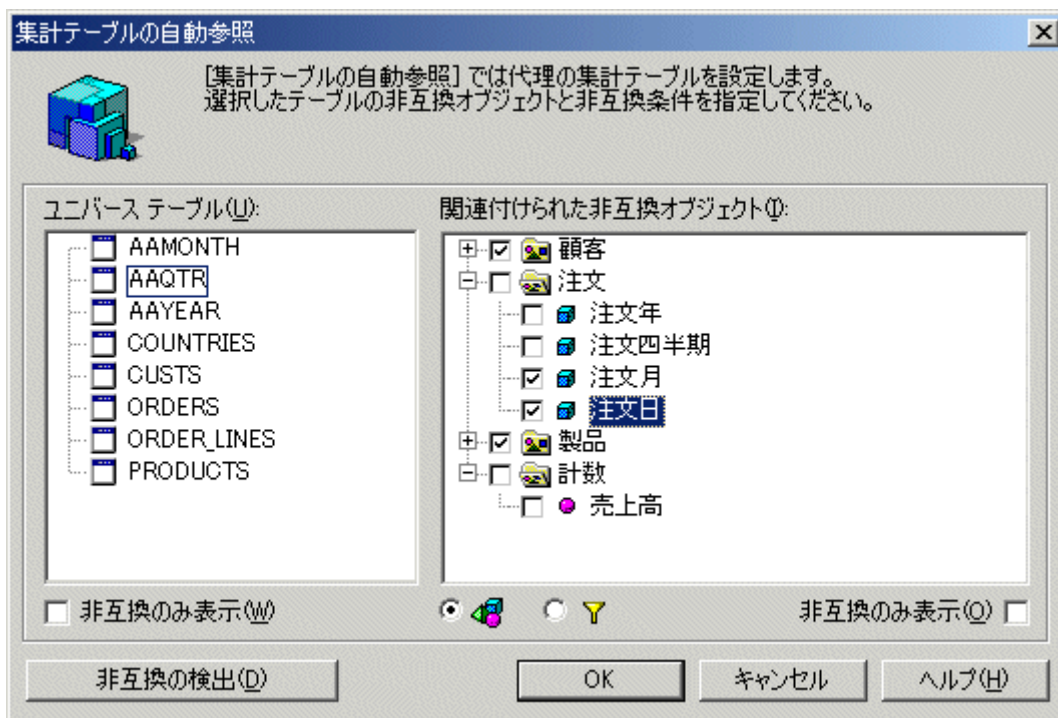 集計テーブルの自動参照
[集計テーブルの自動参照] では代理の集計テーブルを設定します。
選択したテーブルの非互換オブジェクトと非互換条件を指定してください。
ユニバース テーブル(U):
AAMONTH
AAQTR
AAYEAR
COUNTRIES
CUSTS
ORDERS
ORDER_LINES
PRODUCTS
非互換のみ表示(W)
関連付けられた非互換オブジェクト(I):
顧客
注文
注文年
注文四半期
注文月
注文日
製品
計数
売上高
非互換のみ表示(O)
非互換の検出(D)
OK
キャンセル
ヘルプ(H)